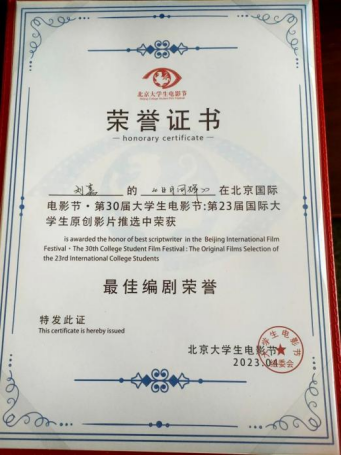 北京大学生电影节
荣誉证书
honorary certificate
刘嘉 的 在北京国际
电影节·第30届大学生电影节:第23届国际大
学生原创影片推选中荣获
is awarded the honor of best scriptwriter in the Beijing International Film
Festival·The 30th College Student Film Festival: The Original Films Selection of
the 23rd International College Students
最佳编剧荣誉
特发此证
This certificate is hereby issued
北京大学生电影节
2023.04